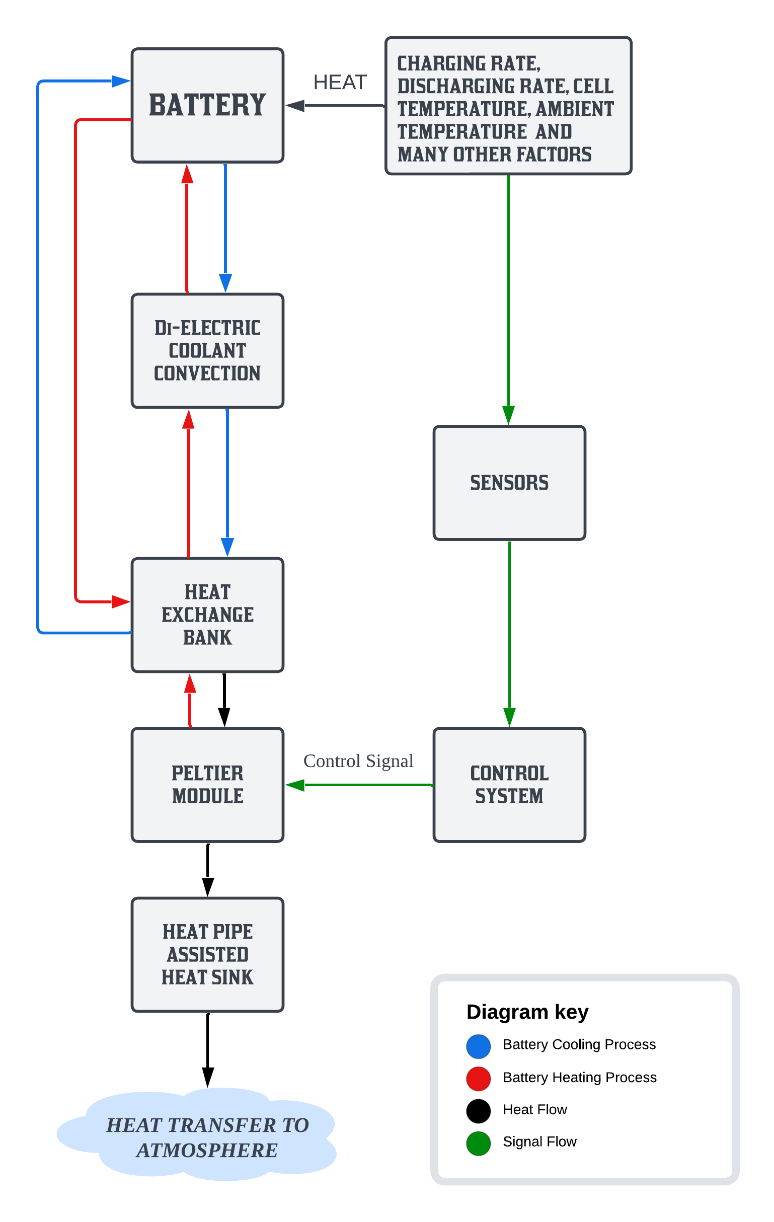 BATTERY
HEAT
CHARGING RATE,
DISCHARGING RATE, CELL
TEMPERATURE, AMBIENT
TEMPERATURE AND
MANY OTHER FACTORS
DI-ELECTRIC
COOLANT
CONVECTION
SENSORS
HEAT
EXCHANGE
BANK
PELTIER
MODULE
Control Signal
CONTROL
SYSTEM
HEAT PIPE
ASSISTED
HEAT SINK
HEAT TRANSFER TO
ATMOSPHERE
Diagram key
Battery Cooling Process
Battery Heating Process
Heat Flow
Signal Flow